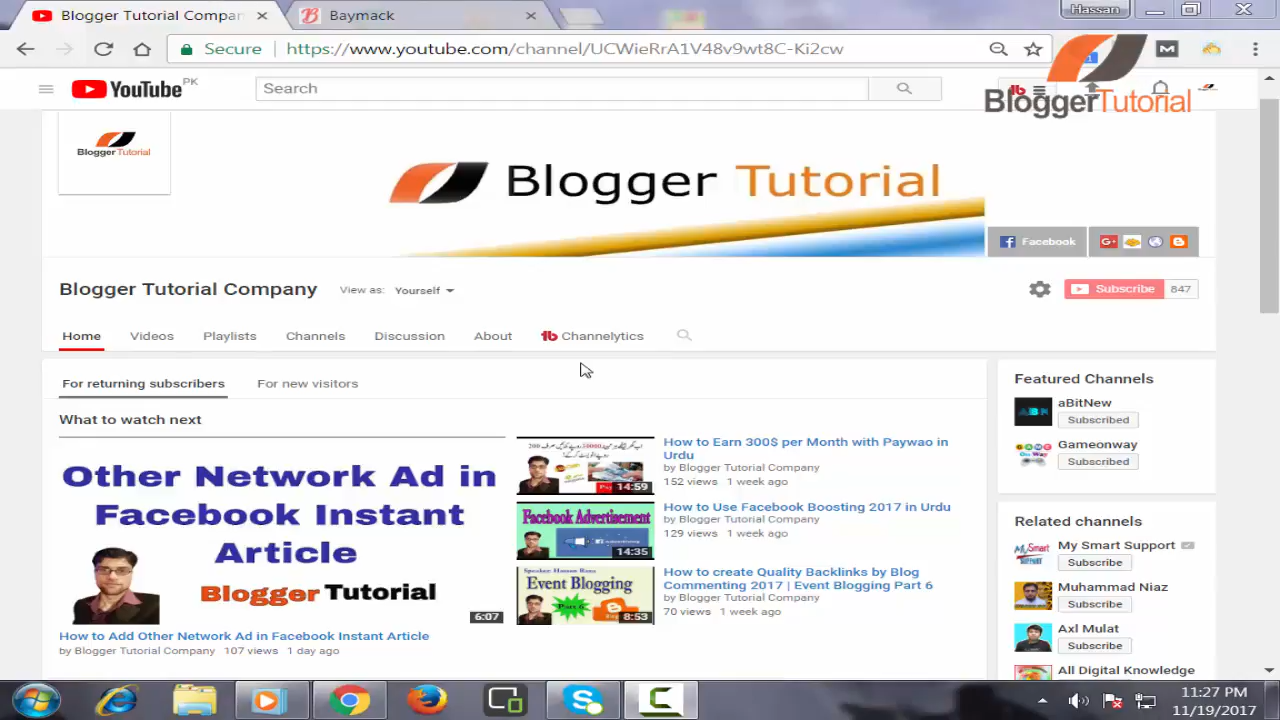 Blogger Tutorial Compan
Baymack
Hassan
Secure
https://www.youtube.com/channel/UCWieRrA1V48v9wt8C-Ki2cw
YouTube PK
Search
BloggerTutorial
Blogger Tutorial
Blogger Tutorial
Facebook
Blogger Tutorial Company
View as: Yourself
Subscribe 847
Home Videos Playlists Channels Discussion About Channelytics
For returning subscribers For new visitors
What to watch next
Other Network Ad in
Facebook Instant
Article
Blogger Tutorial
6:07
How to Add Other Network Ad in Facebook Instant Article
by Blogger Tutorial Company 107 views 1 day ago
14:59
How to Earn 300$ per Month with Paywao in
Urdu
by Blogger Tutorial Company
152 views 1 week ago
Facebook Advertisement
14:35
How to Use Facebook Boosting 2017 in Urdu
by Blogger Tutorial Company
129 views 1 week ago
Speaker: Hassan Rana
Event Blogging
Part 6
8:53
How to create Quality Backlinks by Blog
Commenting 2017 | Event Blogging Part 6
by Blogger Tutorial Company
70 views 1 week ago
Featured Channels
aBitNew
Subscribed
Gameonway
Subscribed
Related channels
My Smart Support
Subscribe
Muhammad Niaz
Subscribe
Axl Mulat
Subscribe
All Digital Knowledge
11:27 PM
11/19/2017